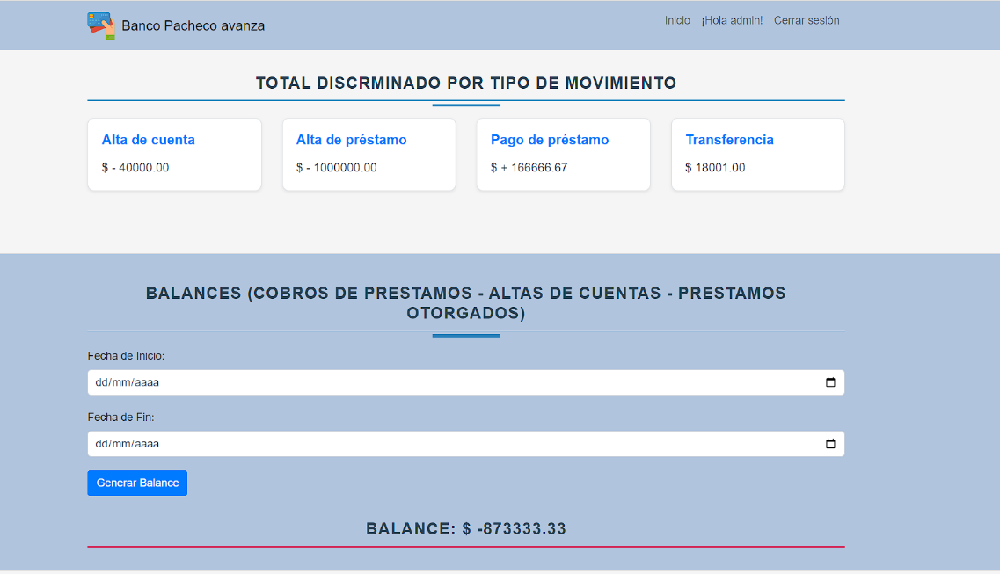 Banco Pacheco avanza
Inicio ¡Hola admin! Cerrar sesión
TOTAL DISCRMINADO POR TIPO DE MOVIMIENTO
Alta de cuenta
$ - 40000.00
Alta de préstamo
$ - 1000000.00
Pago de préstamo
$ + 166666.67
Transferencia
$ 18001.00
BALANCES (COBROS DE PRESTAMOS - ALTAS DE CUENTAS - PRESTAMOS
OTORGADOS)
Fecha de Inicio:
dd/mm/aaaa
Fecha de Fin:
dd/mm/aaaa
Generar Balance
BALANCE: $ -873333.33